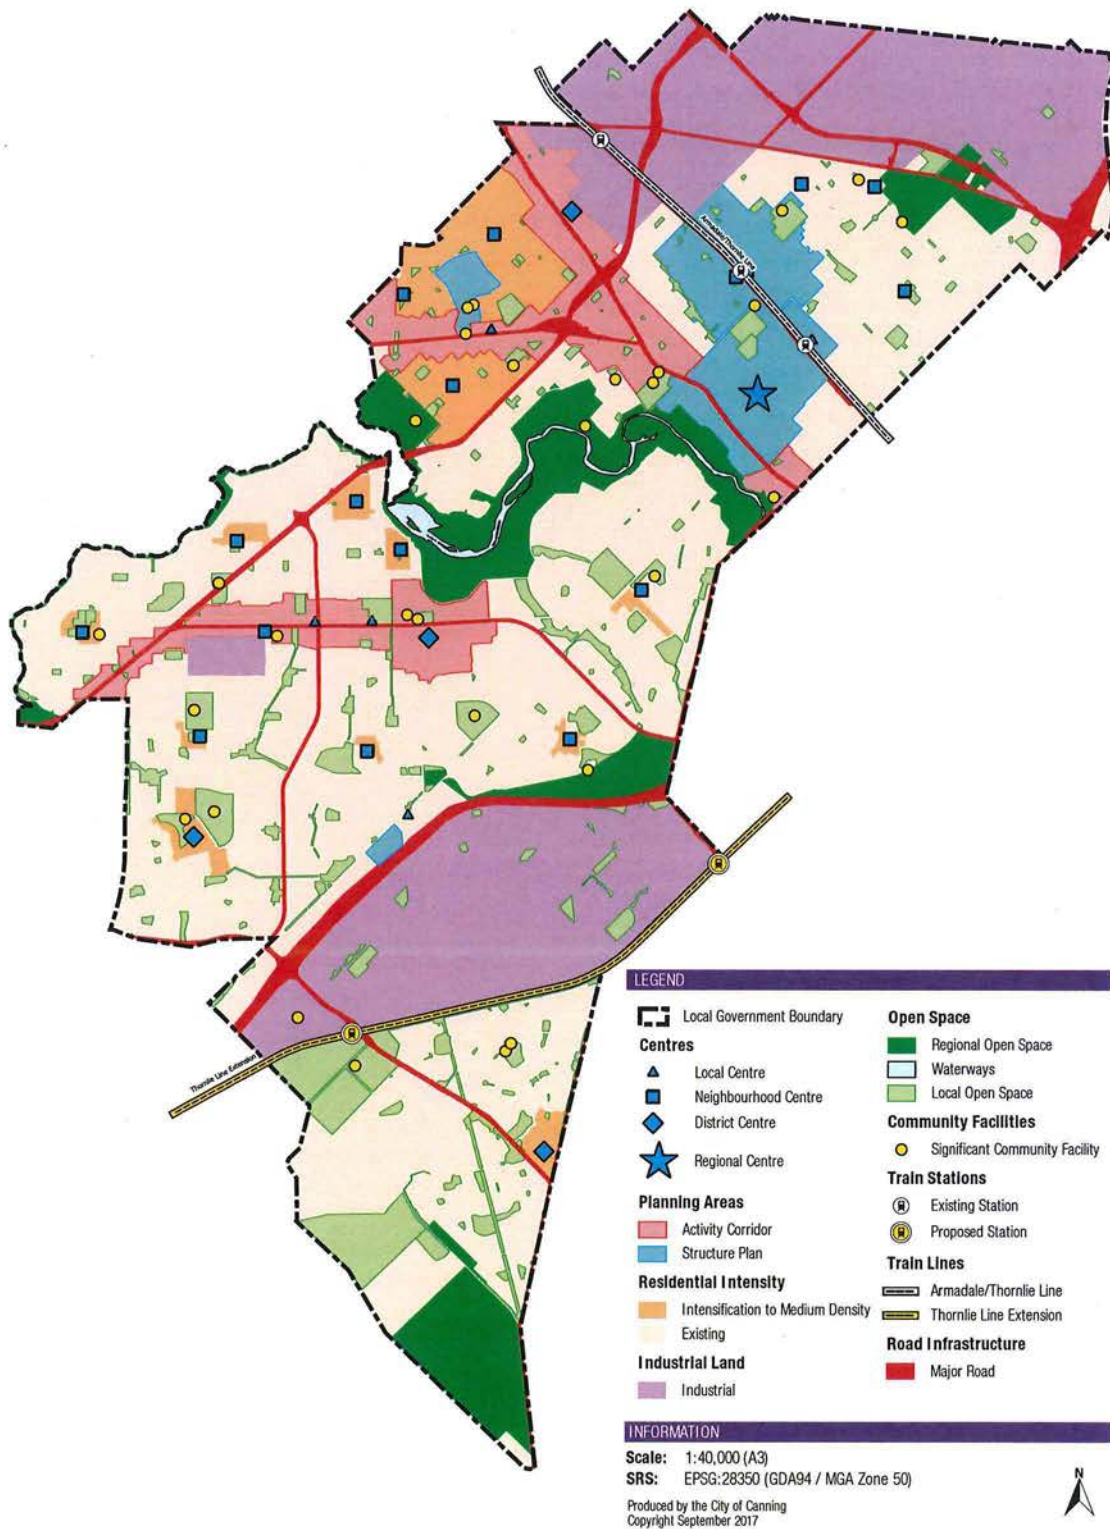 Armadale/Thornlie Line
Thornlie Line Extension
LEGEND
Local Government Boundary
Centres
Local Centre
Neighbourhood Centre
District Centre
Regional Centre
Planning Areas
Activity Corridor
Structure Plan
Residential Intensity
Intensification to Medium Density
Existing
Industrial Land
Industrial
Open Space
Regional Open Space
Waterways
Local Open Space
Community Facilities
Significant Community Facility
Train Stations
Existing Station
Proposed Station
Train Lines
Armadale/Thornlie Line
Thornlie Line Extension
Road Infrastructure
Major Road
INFORMATION
Scale: 1:40,000 (A3)
SRS: EPSG:28350 (GDA94 / MGA Zone 50)
Produced by the City of Canning
Copyright September 2017
N